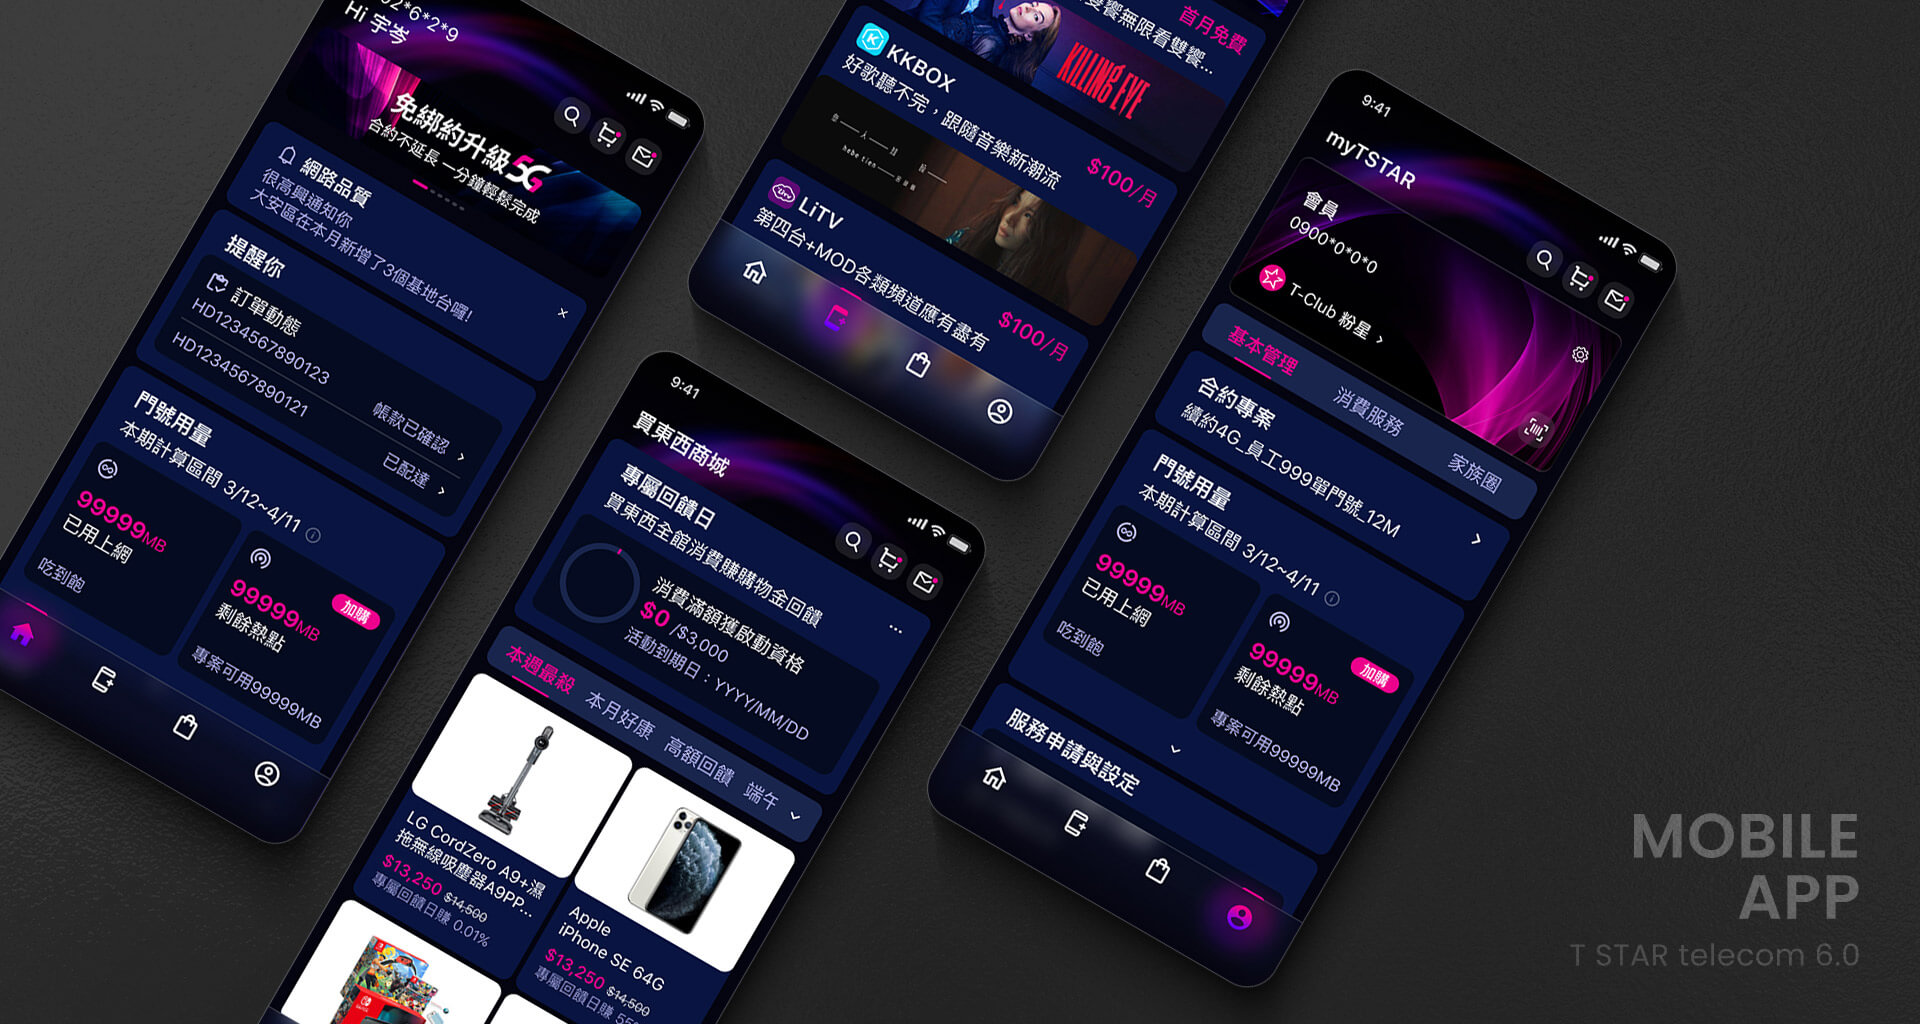 02*6*2*9
Hi 宇岑
免綁約升級5G
合約不延長 一分鐘輕鬆完成
網路品質
很高興通知你
大安區在本月新增了3個基地台囉!
提醒你
訂單動態
HD1234567890123
帳款已確認
HD1234567890121
已配達
門號用量
本期計算區間 3/12~4/11
99999MB
已用上網
吃到飽
99999MB
加購
剩餘熱點
專案可用99999MB
首月免費
雙饗無限看雙饗...
KILLING EVE
KKBOX
好歌聽不完，跟隨音樂新潮流
$100/月
hebe tien
LiTV
第四台+MOD各類頻道應有盡有
$100/月
9:41
買東西商城
專屬回饋日
買東西全館消費賺購物金回饋
消費滿額獲啟動資格
$0 /$3,000
活動到期日：YYYY/MM/DD
本週最殺
本月好康
高額回饋
端午
LG CordZero A9+濕
拖無線吸塵器A9PP...
$13,250 $14,500
專屬回饋日賺 0.01%
Apple
iPhone SE 64G
$13,250 $14,500
專屬回饋日賺
9:41
myTSTAR
會員
0900*0*0*0
T-Club 粉星
基本管理
消費服務
家族圈
合約專案
續約4G_員工999單門號_12M
門號用量
本期計算區間 3/12~4/11
99999MB
已用上網
吃到飽
99999MB
加購
剩餘熱點
專案可用99999MB
服務申請與設定
MOBILE
APP
T STAR telecom 6.0